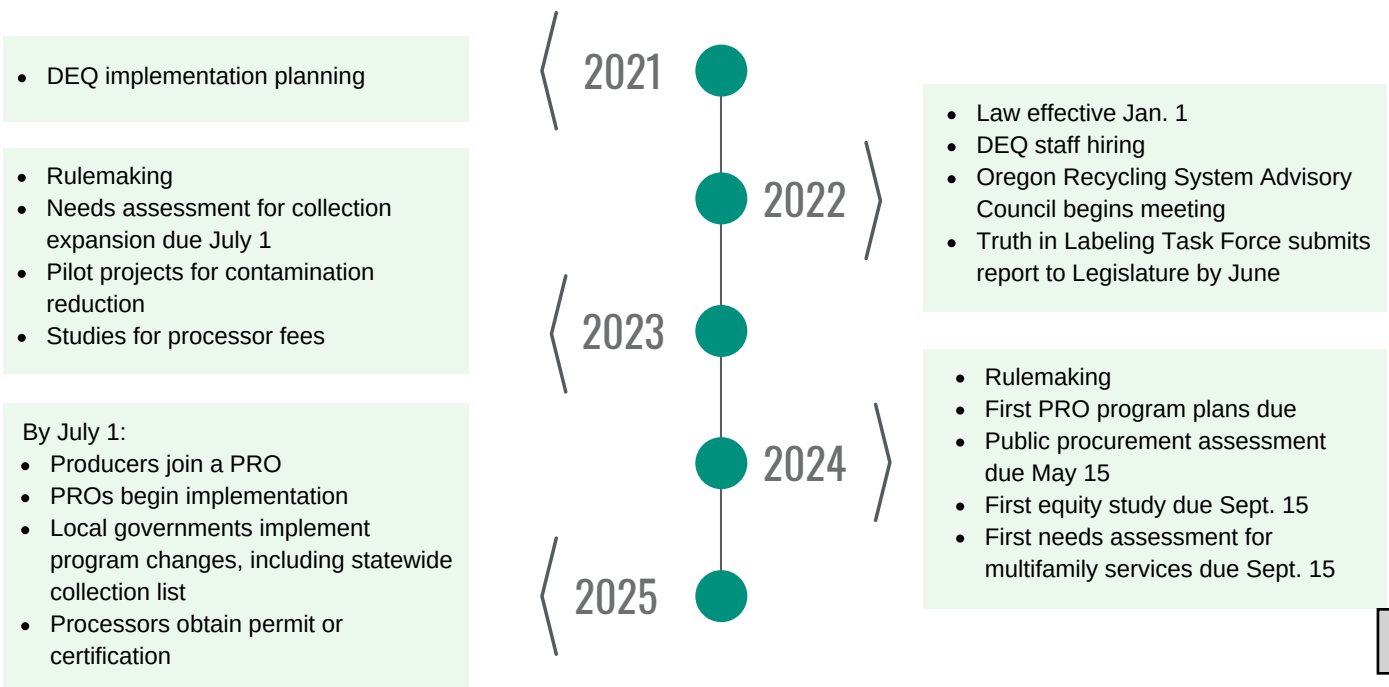 2021
• DEQ implementation planning
2022
• Law effective Jan. 1
• DEQ staff hiring
• Oregon Recycling System Advisory
Council begins meeting
• Truth in Labeling Task Force submits
report to Legislature by June
2023
• Rulemaking
• Needs assessment for collection
expansion due July 1
• Pilot projects for contamination
reduction
• Studies for processor fees
2024
• Rulemaking
• First PRO program plans due
• Public procurement assessment
due May 15
• First equity study due Sept. 15
• First needs assessment for
multifamily services due Sept. 15
2025
By July 1:
• Producers join a PRO
• PROs begin implementation
• Local governments implement
program changes, including statewide
collection list
• Processors obtain permit or
certification